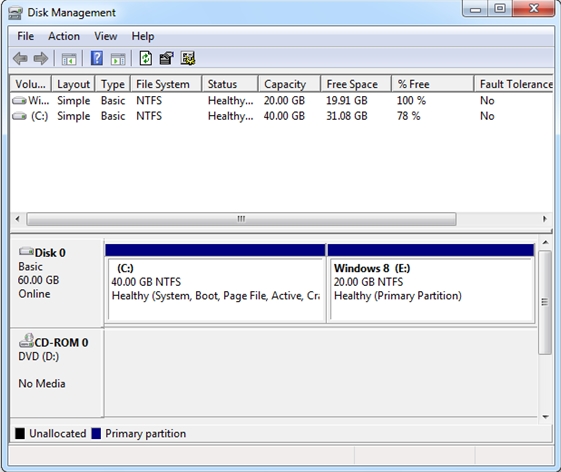 Disk Management
File Action View Help
Volu... Layout Type File System Status Capacity Free Space % Free Fault Tolerance
Wi... Simple Basic NTFS Healthy... 20.00 GB 19.91 GB 100 % No
(C:) Simple Basic NTFS Healthy... 40.00 GB 31.08 GB 78 % No
Disk 0
Basic
60.00 GB
Online
(C:)
40.00 GB NTFS
Healthy (System, Boot, Page File, Active, Cra
Windows 8 (E:)
20.00 GB NTFS
Healthy (Primary Partition)
CD-ROM 0
DVD (D:)
No Media
Unallocated Primary partition